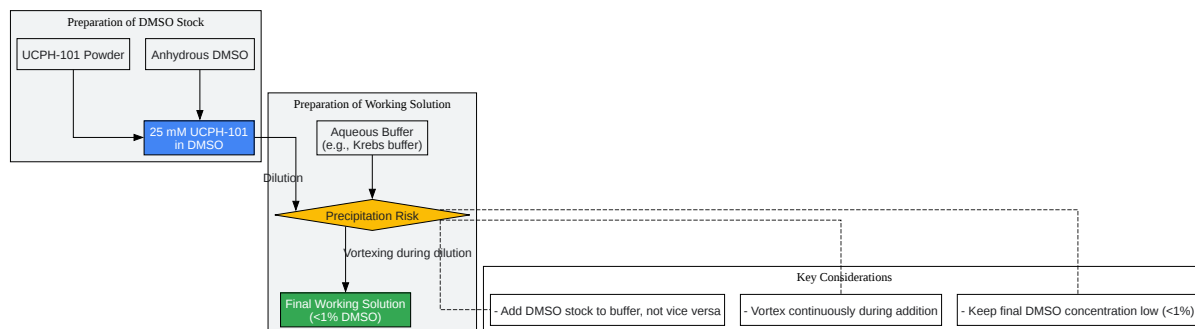 Preparation of DMSO Stock
UCPH-101 Powder
Anhydrous DMSO
25 mM UCPH-101
in DMSO
Preparation of Working Solution
Aqueous Buffer
(e.g., Krebs buffer)
Dilution
Precipitation Risk
Vortexing during dilution
Final Working Solution
(<1% DMSO)
Key Considerations
- Add DMSO stock to buffer, not vice versa
- Vortex continuously during addition
- Keep final DMSO concentration low (<1%)